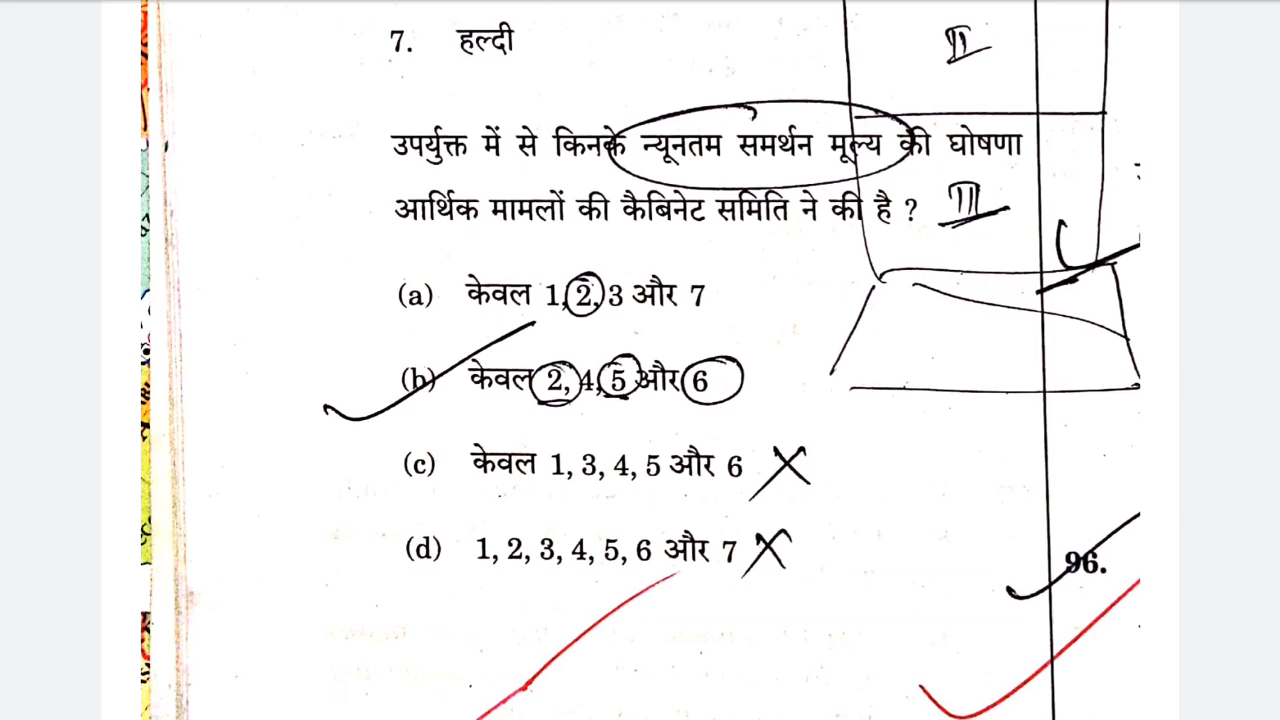 7. हल्दी
II
उपर्युक्त में से किनके न्यूनतम समर्थन मूल्य की घोषणा
आर्थिक मामलों की कैबिनेट समिति ने की है ? III
(a) केवल 1, 2, 3 और 7
(b) केवल 2, 4, 5 और 6
(c) केवल 1, 3, 4, 5 और 6
(d) 1, 2, 3, 4, 5, 6 और 7
96.